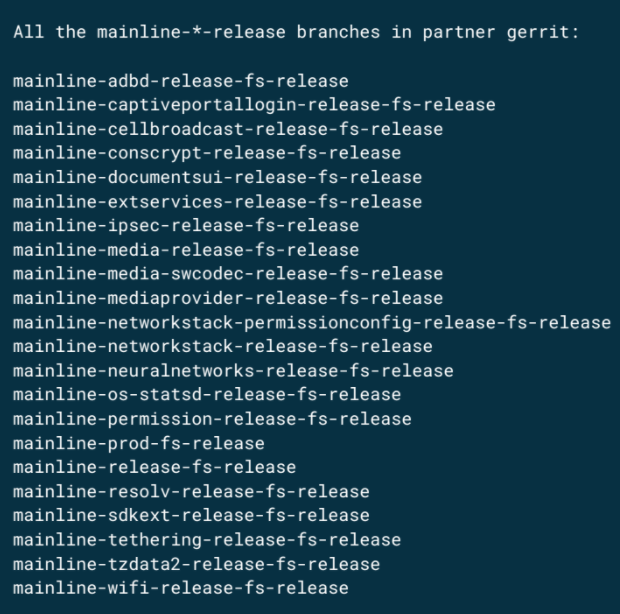 All the mainline-*-release branches in partner gerrit:
mainline-adbd-release-fs-release
mainline-captiveportallogin-release-fs-release
mainline-cellbroadcast-release-fs-release
mainline-conscrypt-release-fs-release
mainline-documentsui-release-fs-release
mainline-extservices-release-fs-release
mainline-ipsec-release-fs-release
mainline-media-release-fs-release
mainline-media-swcodec-release-fs-release
mainline-mediaprovider-release-fs-release
mainline-networkstack-permissionconfig-release-fs-release
mainline-networkstack-release-fs-release
mainline-neuralnetworks-release-fs-release
mainline-os-statsd-release-fs-release
mainline-permission-release-fs-release
mainline-prod-fs-release
mainline-release-fs-release
mainline-resolv-release-fs-release
mainline-sdkext-release-fs-release
mainline-tethering-release-fs-release
mainline-tzdata2-release-fs-release
mainline-wifi-release-fs-release